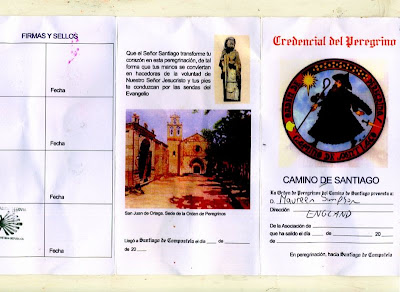 FIRMAS Y SELLOS
Fecha
Fecha
Fecha
Fecha
Que el Señor Santiago transforme tu
corazón en esta peregrinación, de tal
forma que tus manos se conviertan
en hacedoras de la voluntad de
Nuestro Señor Jesucristo y tus pies
te conduzcan por las sendas del
Evangelio
San Juan de Ortega, Sede de la Orden de Peregrinos
Llegó a Santiago de Compostela el día ___ de ___
de 20___
Credencial del Peregrino
CAMINO DE SANTIAGO
La Orden de Peregrinos del Camino de Santiago presenta a:
a Maureen Simpson
Dirección ENGLAND
De la Asociación de
que ha salido el día ___ de ___ 20___
de
En peregrinación, hacia Santiago de Compostela